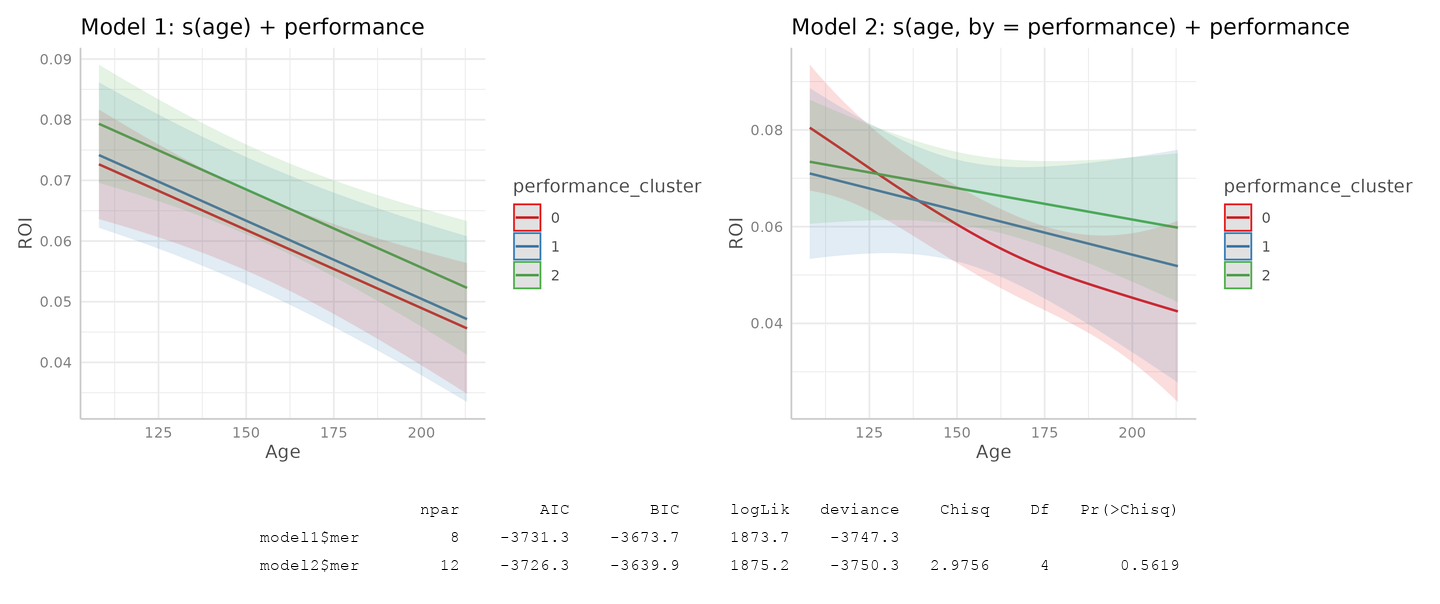 Model 1: s(age) + performance
0.09
0.08
0.07
0.06
0.05
0.04
ROI
125 150 175 200
Age
performance_cluster
0
1
2
Model 2: s(age, by = performance) + performance
0.08
0.06
0.04
ROI
125 150 175 200
Age
performance_cluster
0
1
2
npar AIC BIC logLik deviance Chisq Df Pr(>Chisq)
model1$mer 8 -3731.3 -3673.7 1873.7 -3747.3
model2$mer 12 -3726.3 -3639.9 1875.2 -3750.3 2.9756 4 0.5619